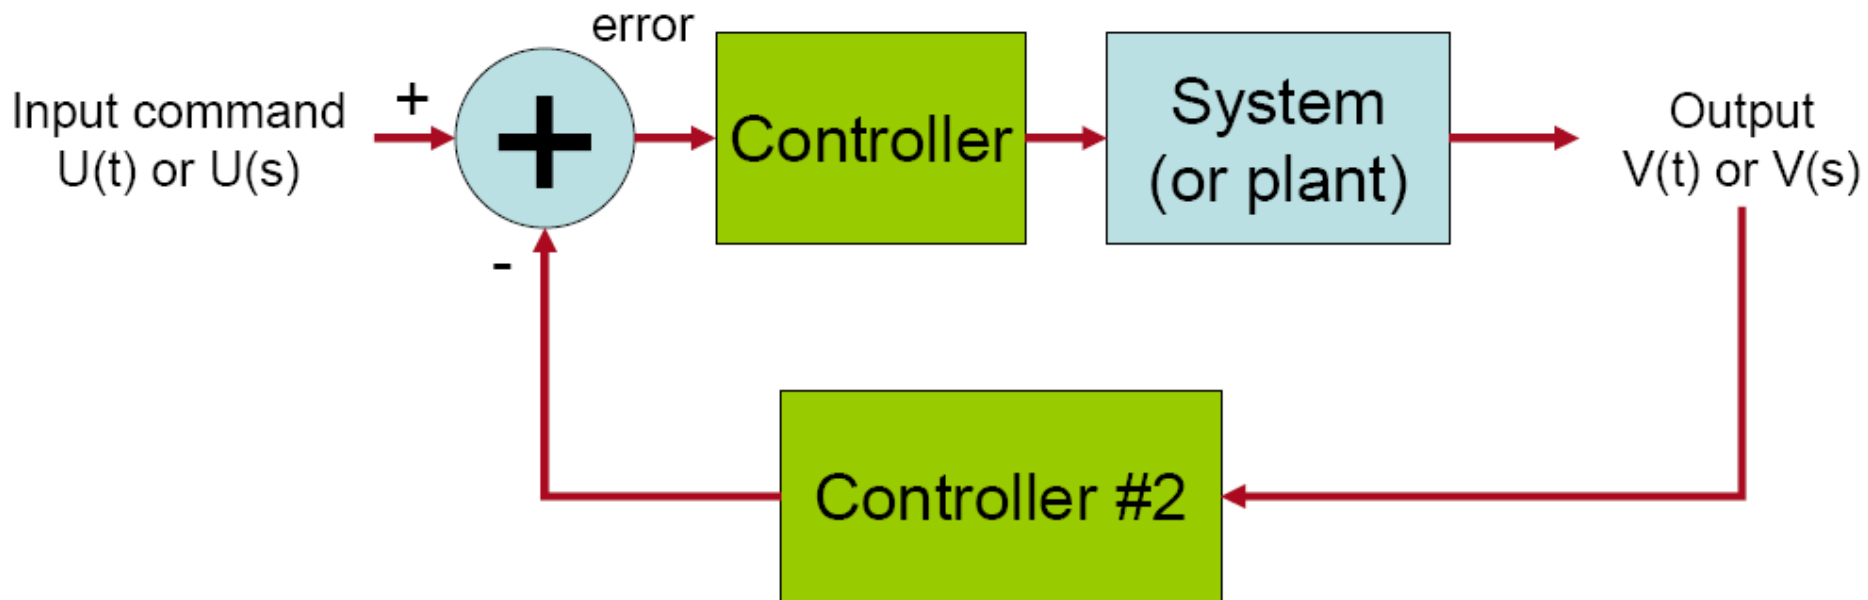 error
Input command
U(t) or U(s)
+
+
-
Controller
System
(or plant)
Output
V(t) or V(s)
Controller #2